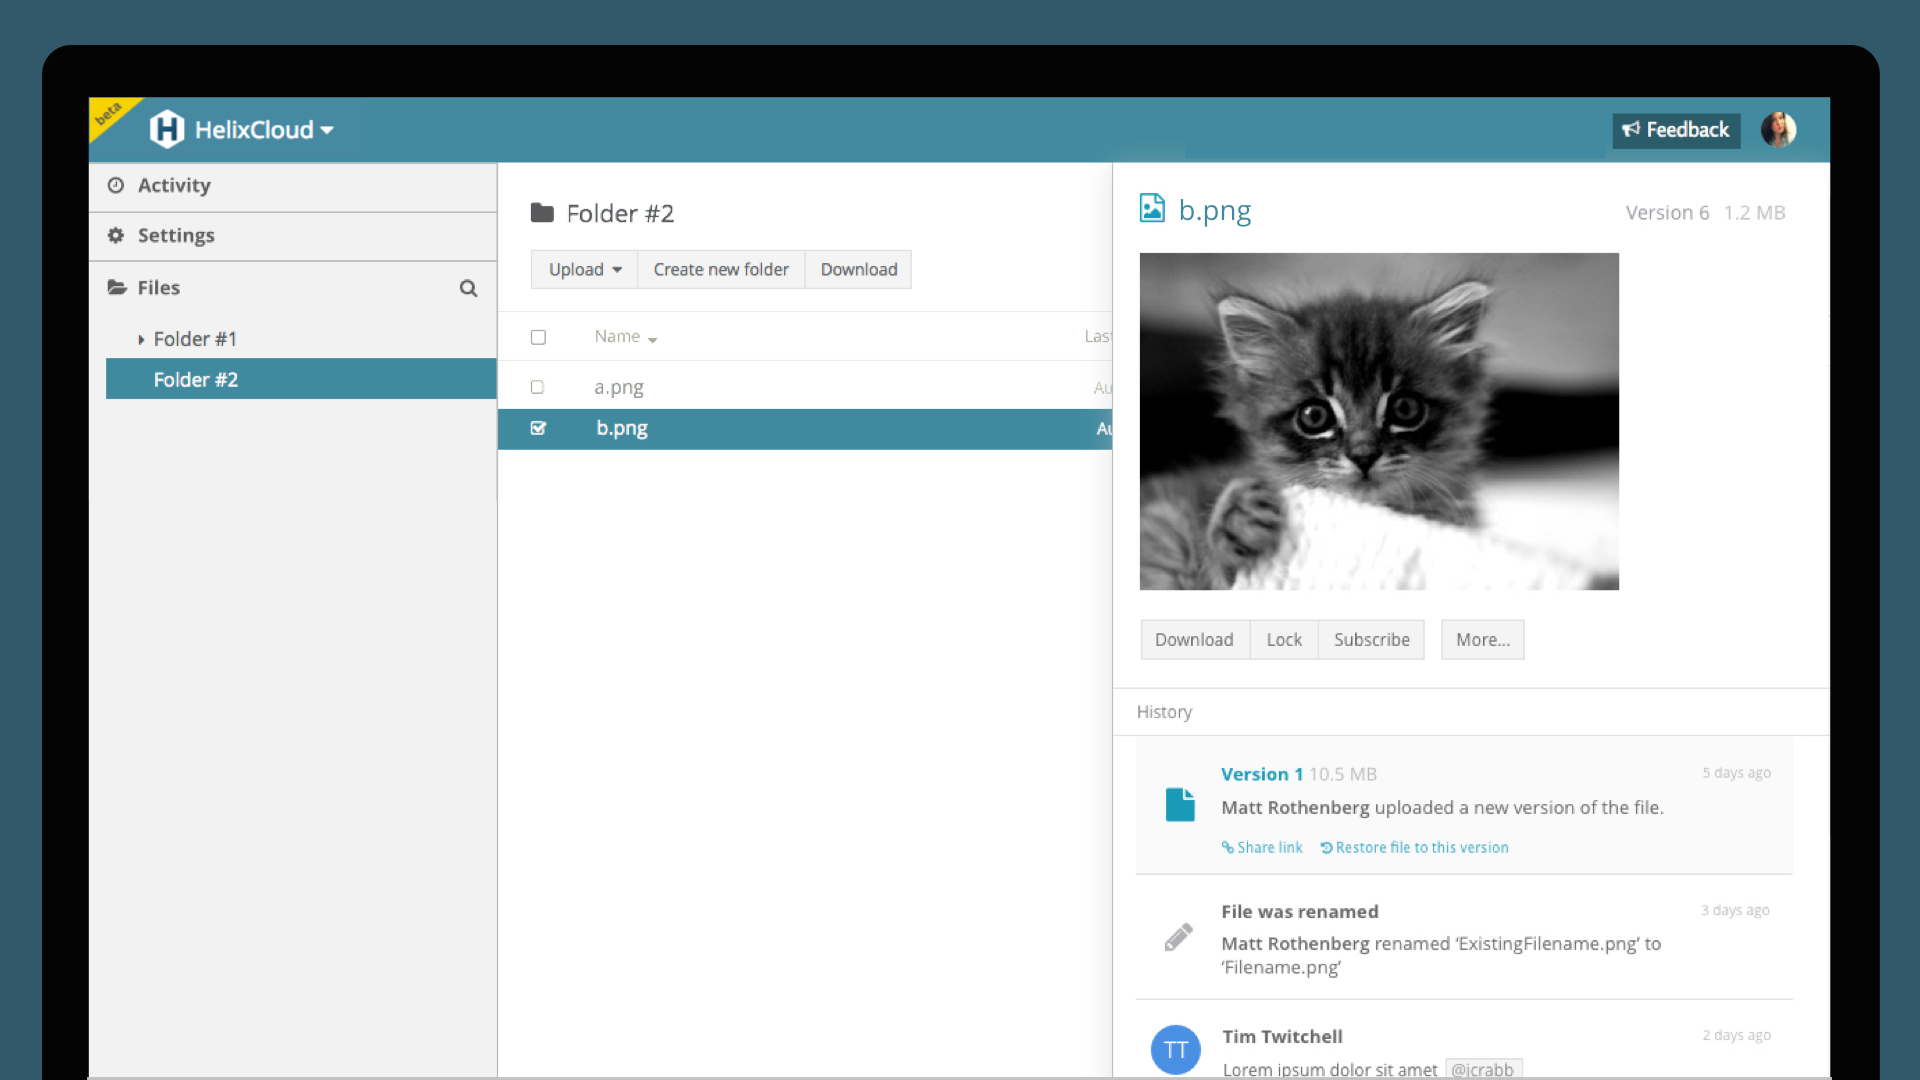 beta
HelixCloud
Feedback
Activity
Settings
Files
Folder #1
Folder #2
Folder #2
Upload
Create new folder
Download
Name
Last
a.png
Au
b.png
Au
b.png
Version 6 1.2 MB
Download
Lock
Subscribe
More...
History
Version 1 10.5 MB
5 days ago
Matt Rothenberg uploaded a new version of the file.
Share link
Restore file to this version
File was renamed
3 days ago
Matt Rothenberg renamed ‘ExistingFilename.png’ to
‘Filename.png’
TT
Tim Twitchell
2 days ago
Lorem ipsum dolor sit amet @jcrabb